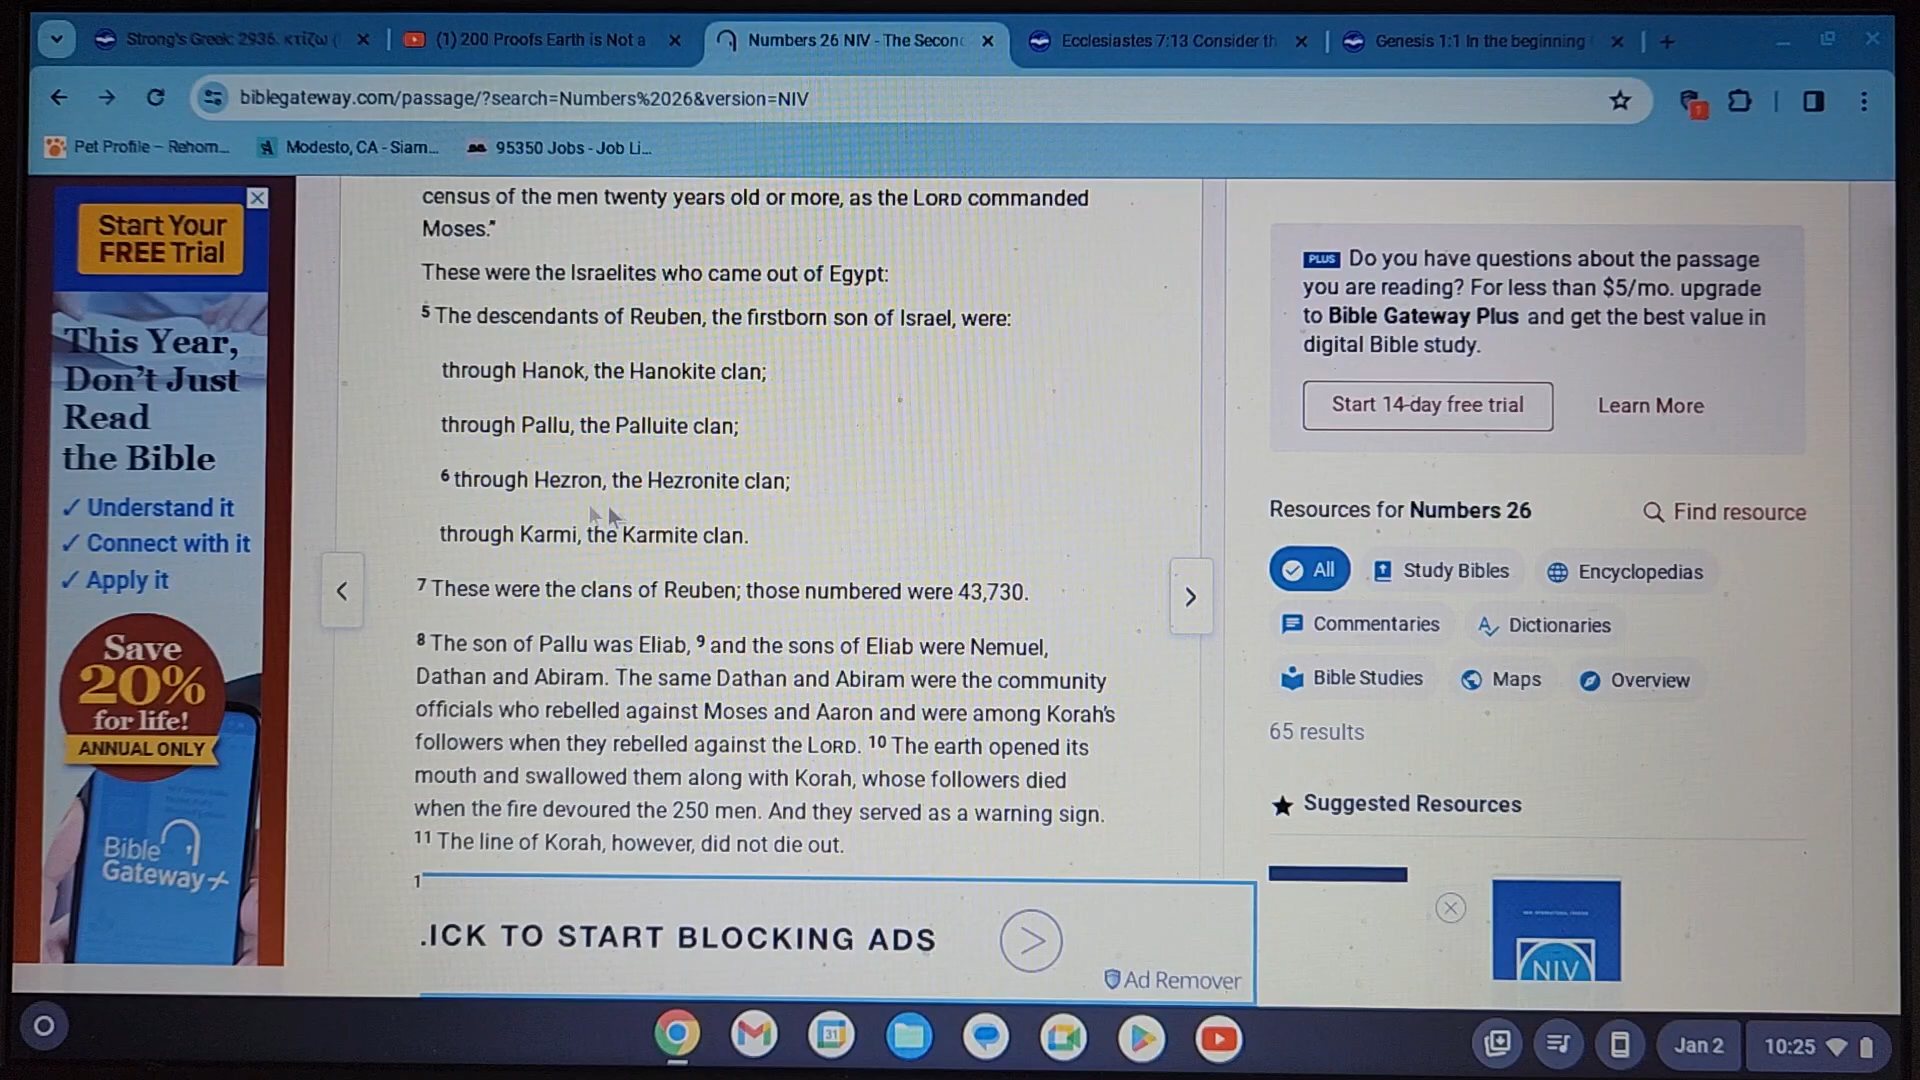 Strong's Greek: 2936. κτίζω (
(1) 200 Proofs Earth is Not a
Numbers 26 NIV - The Second
Ecclesiastes 7:13 Consider th
Genesis 1:1 In the beginning
biblegateway.com/passage/?search=Numbers%2026&version=NIV
1
Pet Profile – Rehom...
Modesto, CA - Siam...
95350 Jobs - Job Li...
Start Your
FREE Trial
This Year,
Don't Just
Read
the Bible
✓ Understand it
✓ Connect with it
✓ Apply it
Save
20%
for life!
ANNUAL ONLY
Bible
Gateway+
census of the men twenty years old or more, as the LORD commanded
Moses."
These were the Israelites who came out of Egypt:
5 The descendants of Reuben, the firstborn son of Israel, were:
through Hanok, the Hanokite clan;
through Pallu, the Palluite clan;
6 through Hezron, the Hezronite clan;
through Karmi, the Karmite clan.
7 These were the clans of Reuben; those numbered were 43,730.
8 The son of Pallu was Eliab, 9 and the sons of Eliab were Nemuel,
Dathan and Abiram. The same Dathan and Abiram were the community
officials who rebelled against Moses and Aaron and were among Korah's
followers when they rebelled against the LORD. 10 The earth opened its
mouth and swallowed them along with Korah, whose followers died
when the fire devoured the 250 men. And they served as a warning sign.
11 The line of Korah, however, did not die out.
1
.ICK TO START BLOCKING ADS
Ad Remover
PLUS Do you have questions about the passage
you are reading? For less than $5/mo. upgrade
to Bible Gateway Plus and get the best value in
digital Bible study.
Start 14-day free trial
Learn More
Resources for Numbers 26
Find resource
All
Study Bibles
Encyclopedias
Commentaries
Dictionaries
Bible Studies
Maps
Overview
65 results
Suggested Resources
NIV
31
Jan 2
10:25